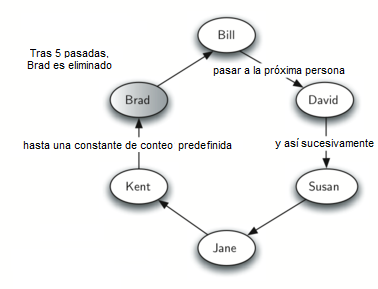 Bill
Tras 5 pasadas,
Brad es eliminado
pasar a la próxima persona
Brad
David
hasta una constante de conteo predefinida
y así sucesivamente
Kent
Susan
Jane